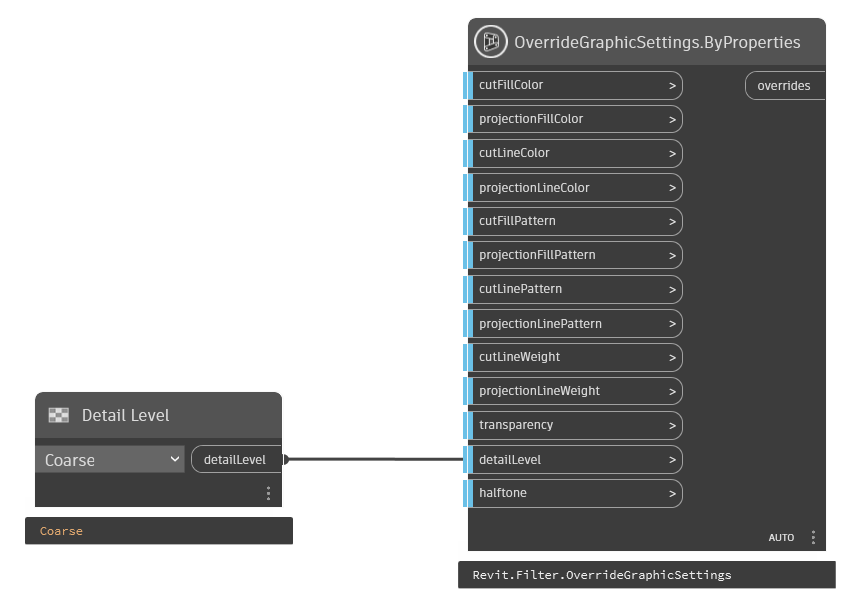 OverrideGraphicSettings.ByProperties
cutFillColor >
overrides
projectionFillColor >
cutLineColor >
projectionLineColor >
cutFillPattern >
projectionFillPattern >
cutLinePattern >
projectionLinePattern >
cutLineWeight >
projectionLineWeight >
transparency >
detailLevel >
halftone >
AUTO
Revit.Filter.OverrideGraphicSettings
Detail Level
Coarse
detailLevel
Coarse